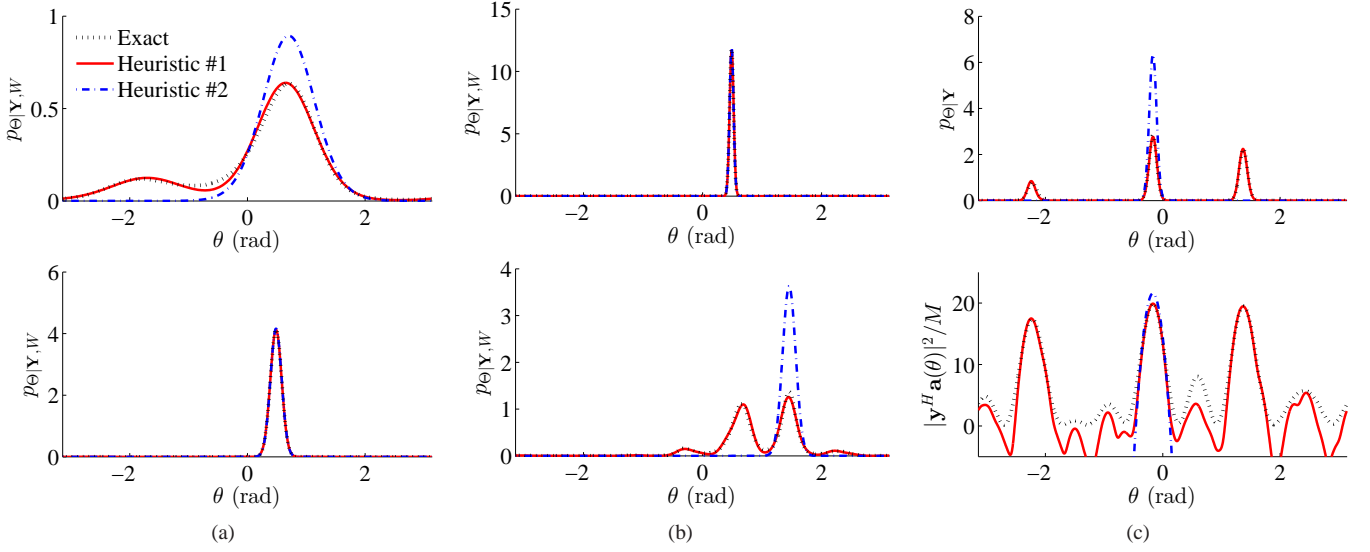 1
0.5
0
p_{Θ|Y,W}
Exact
Heuristic #1
Heuristic #2
−2 0 2
θ (rad)
15
10
5
0
p_{Θ|Y,W}
−2 0 2
θ (rad)
8
6
4
2
0
p_{Θ|Y}
−2 0 2
θ (rad)
6
4
2
0
p_{Θ|Y,W}
−2 0 2
θ (rad)
4
3
2
1
0
p_{Θ|Y,W}
−2 0 2
θ (rad)
20
10
0
|y^H a(θ)|^2/M
−2 0 2
θ (rad)
(a)
(b)
(c)